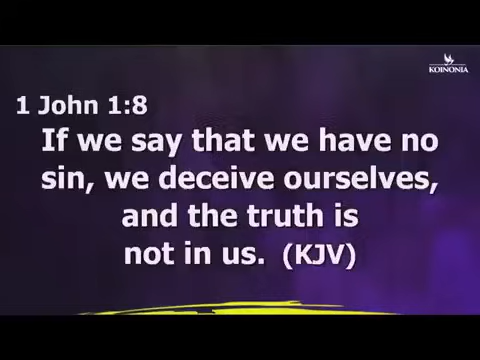 KOINONIA
1 John 1:8
If we say that we have no
sin, we deceive ourselves,
and the truth is
not in us. (KJV)